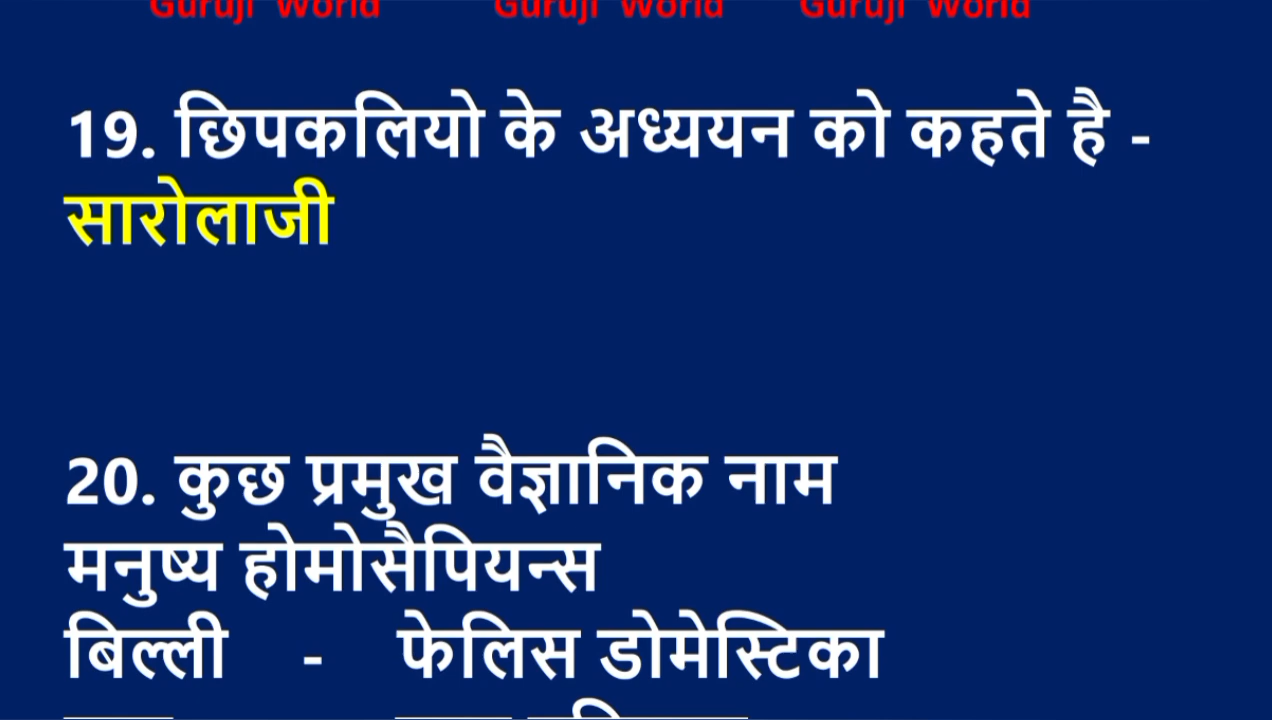 Guruji World Guruji World Guruji World
19. छिपकलियो के अध्ययन को कहते है -
सारोलाजी
20. कुछ प्रमुख वैज्ञानिक नाम
मनुष्य होमोसैपियन्स
बिल्ली - फेलिस डोमेस्टिका